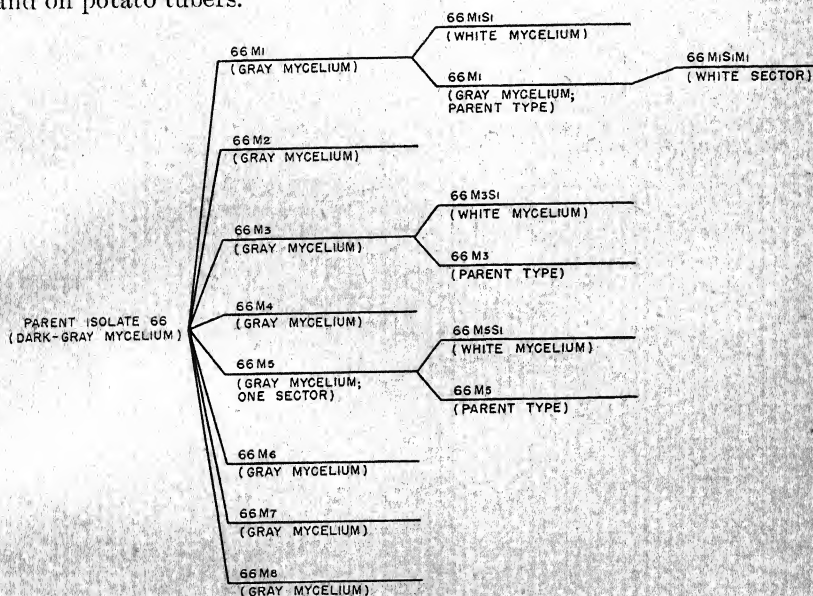 and on potato tubers.
66 M1S1
(WHITE MYCELIUM)
66 M1
(GRAY MYCELIUM)
66 M1
(GRAY MYCELIUM;
PARENT TYPE)
66 M1S1M1
(WHITE SECTOR)
66 M2
(GRAY MYCELIUM)
66 M3S1
(WHITE MYCELIUM)
66 M3
(GRAY MYCELIUM)
66 M3
(PARENT TYPE)
66 M4
(GRAY MYCELIUM)
PARENT ISOLATE 66
(DARK-GRAY MYCELIUM)
66 M5S1
(WHITE MYCELIUM)
66 M5
(GRAY MYCELIUM;
ONE SECTOR)
66 M5
(PARENT TYPE)
66 M6
(GRAY MYCELIUM)
66 M7
(GRAY MYCELIUM)
66 M8
(GRAY MYCELIUM)